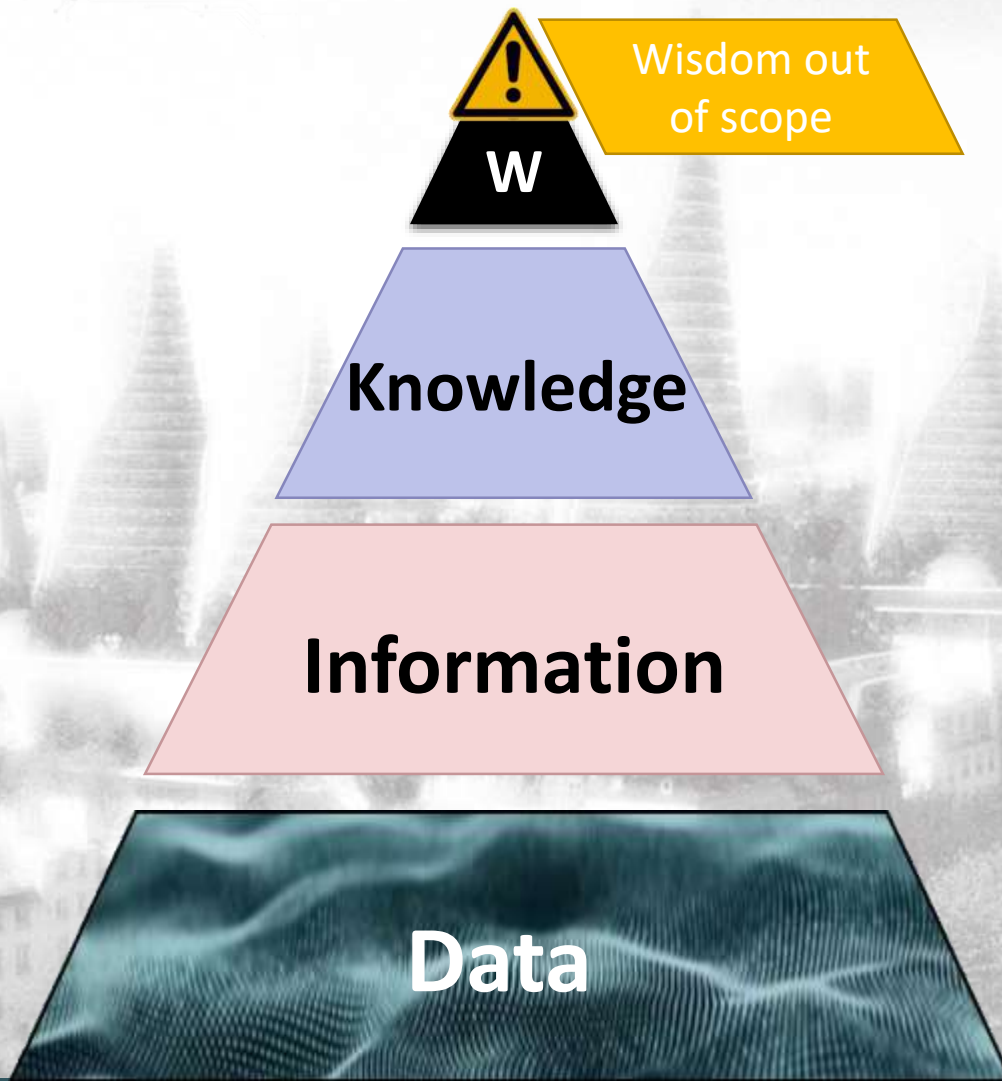 Wisdom out
of scope
W
Knowledge
Information
Data